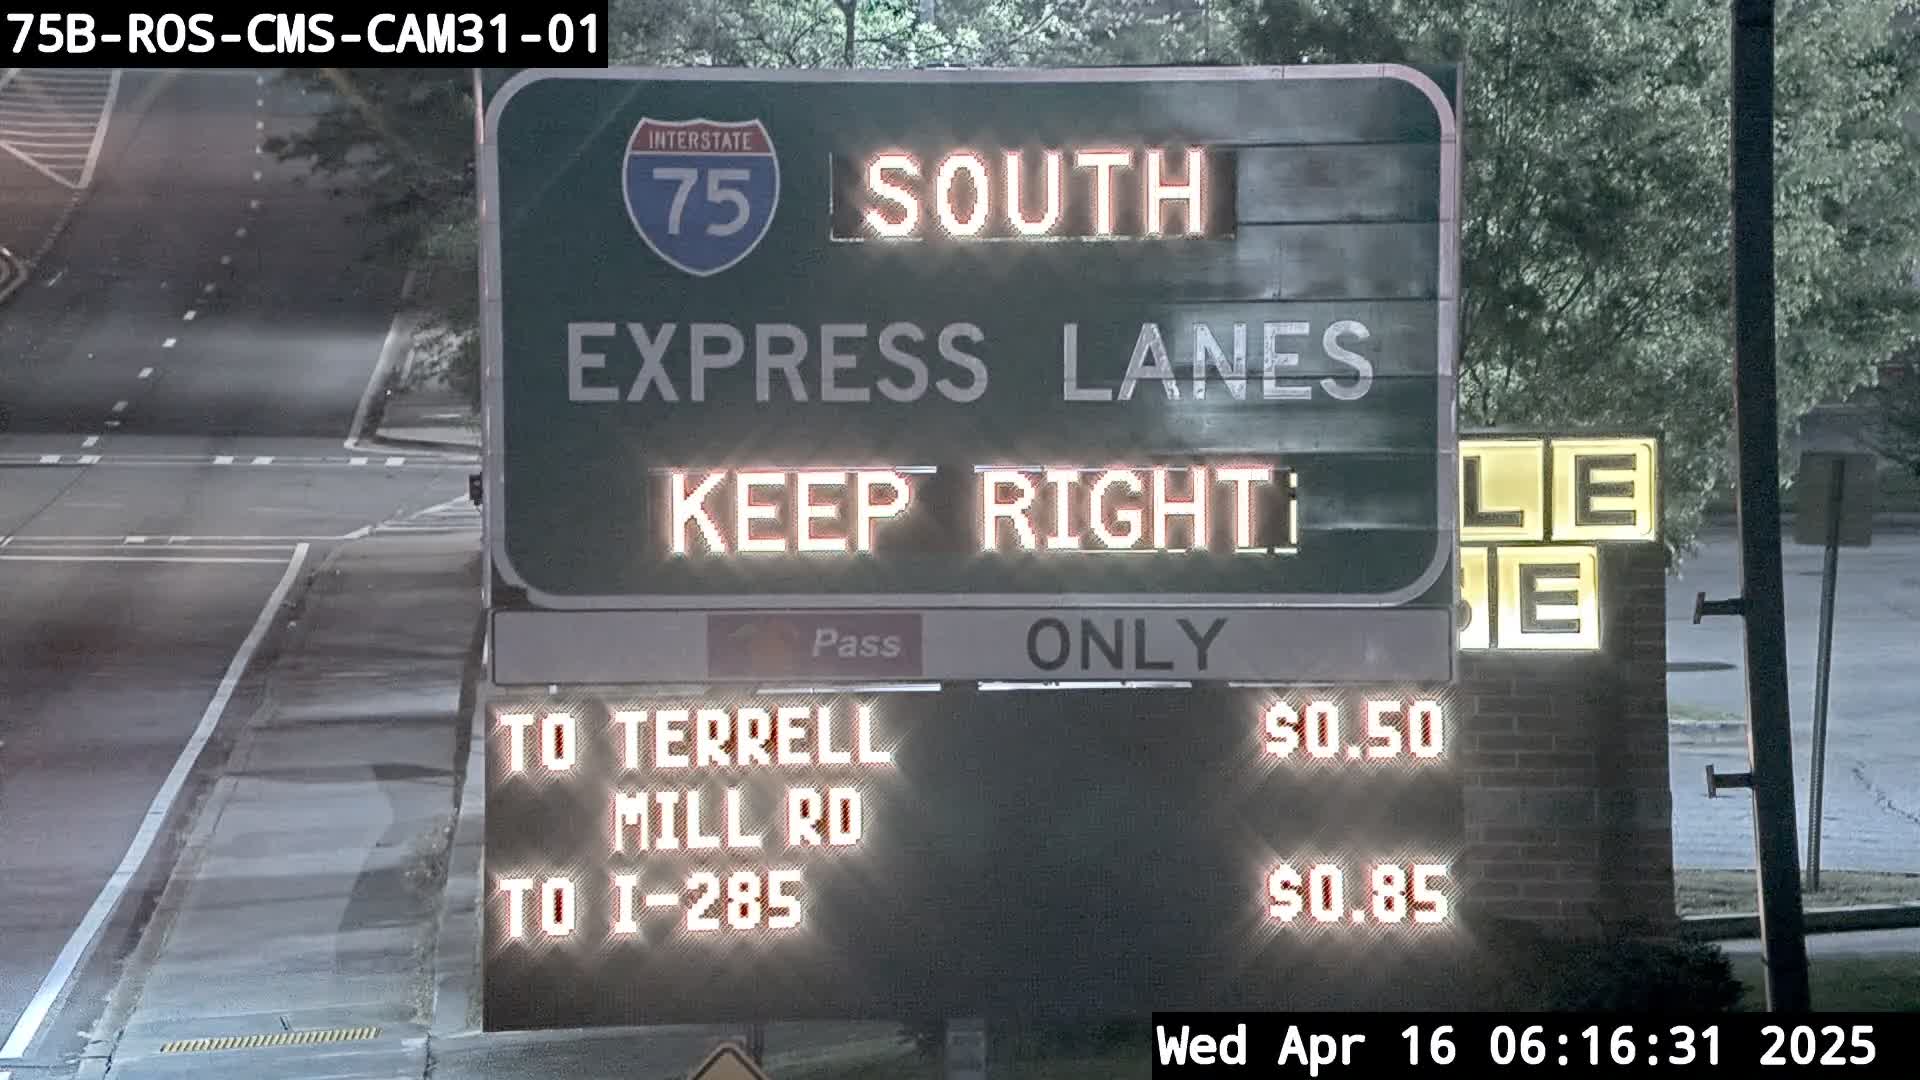 75B-ROS-CMS-CAM31-01
INTERSTATE
75
SOUTH
EXPRESS LANES
KEEP RIGHT
Pass ONLY
LE
E
TO TERRELL $0.50
MILL RD
TO I-285 $0.85
Wed Apr 16 06:16:31 2025